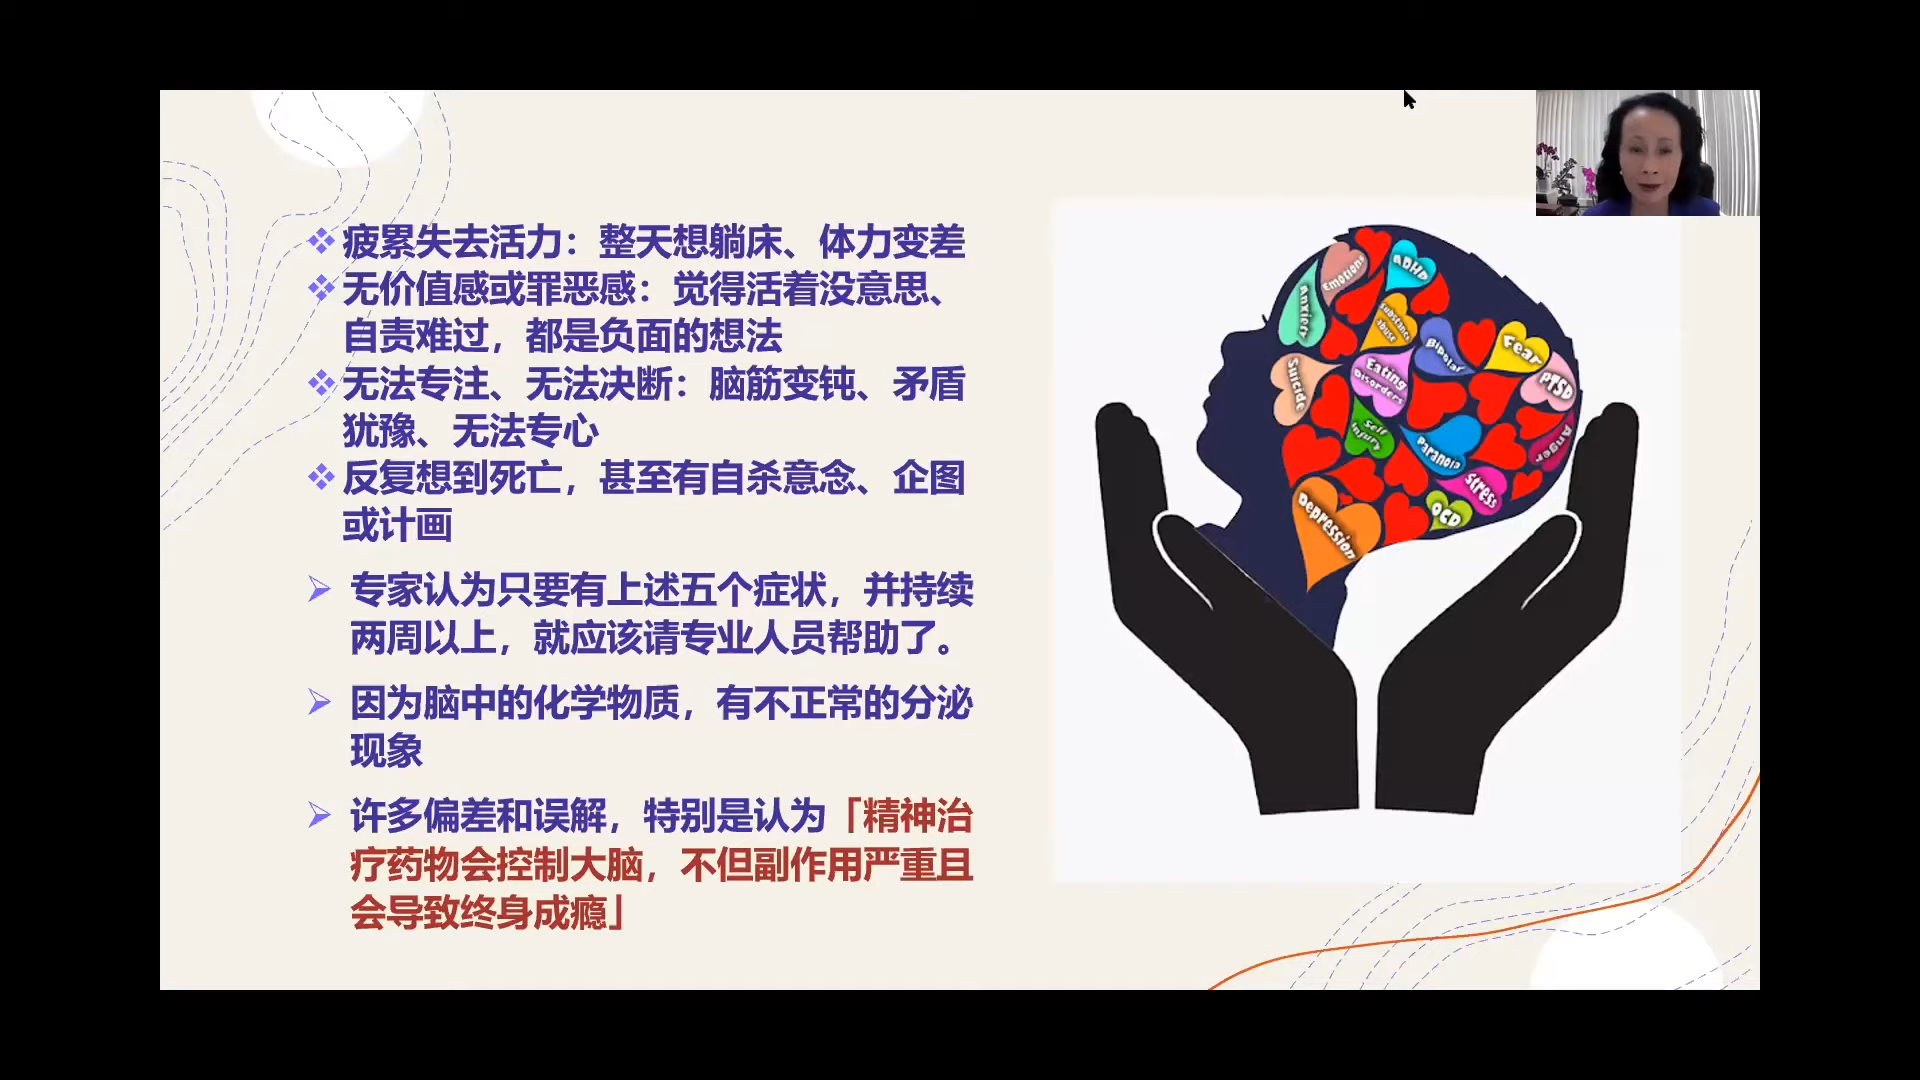 疲累失去活力：整天想躺床、体力变差
无价值感或罪恶感：觉得活着没意思、
自责难过，都是负面的想法
无法专注、无法决断：脑筋变钝、矛盾
犹豫、无法专心
反复想到死亡，甚至有自杀意念、企图
或计画
专家认为只要有上述五个症状，并持续
两周以上，就应该请专业人员帮助了。
因为脑中的化学物质，有不正常的分泌
现象
许多偏差和误解，特别是认为「精神治
疗药物会控制大脑，不但副作用严重且
会导致终身成瘾」
Emotions
ADHD
Anxiety
Substance
abuse
Bipolar
Fear
Suicide
Eating
Disorders
PTSD
Self
Injury
Paranoia
Anger
Stress
OCD
Depression